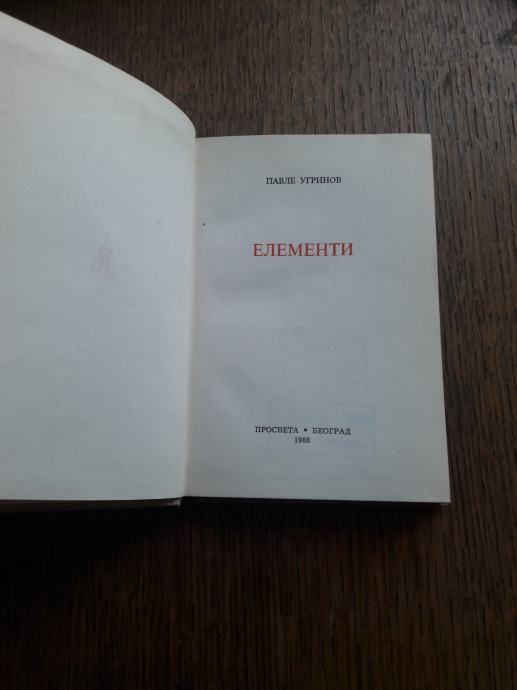 ПАВЛЕ УГРИНОВ
ЕЛЕМЕНТИ
ПРОСВЕТА • БЕОГРАД
1968